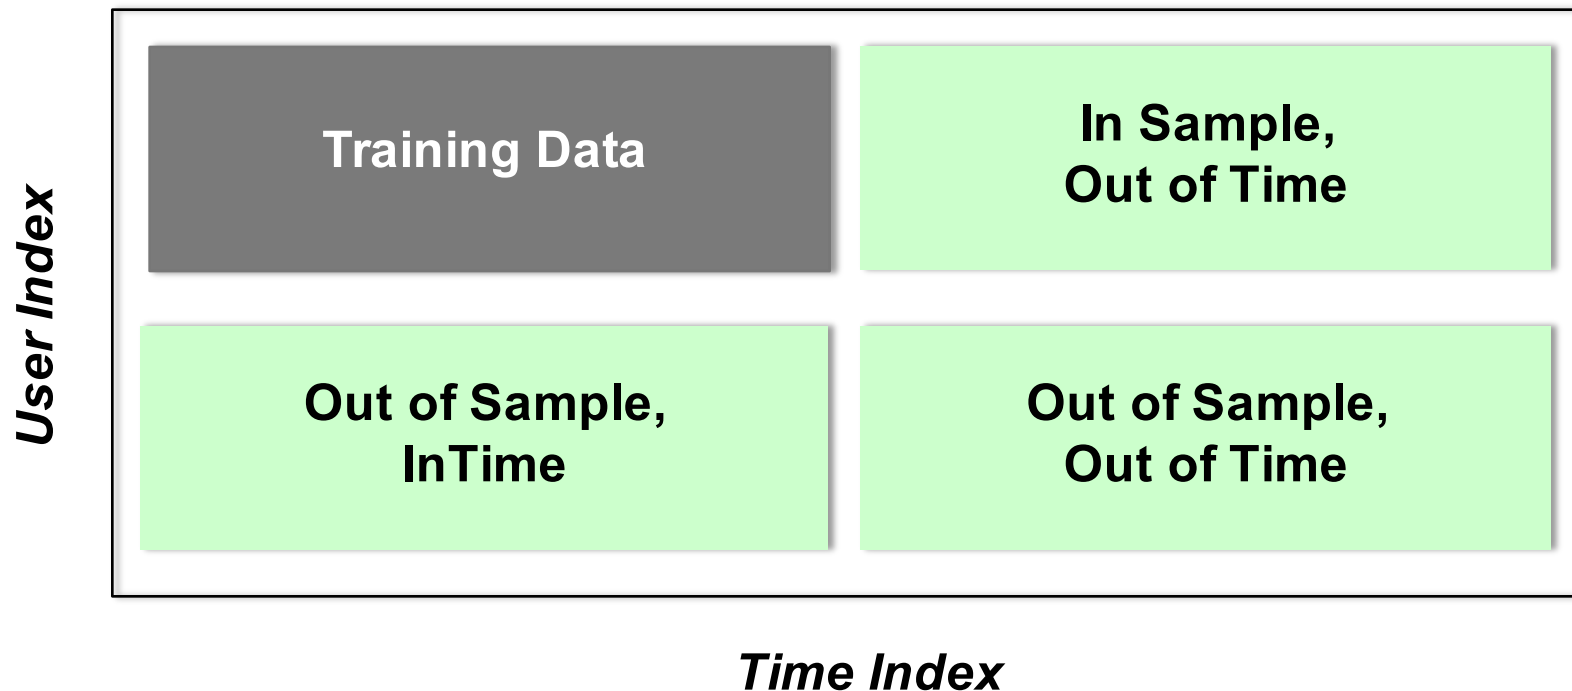 Training Data
In Sample,
Out of Time
User Index
Out of Sample,
InTime
Out of Sample,
Out of Time
Time Index